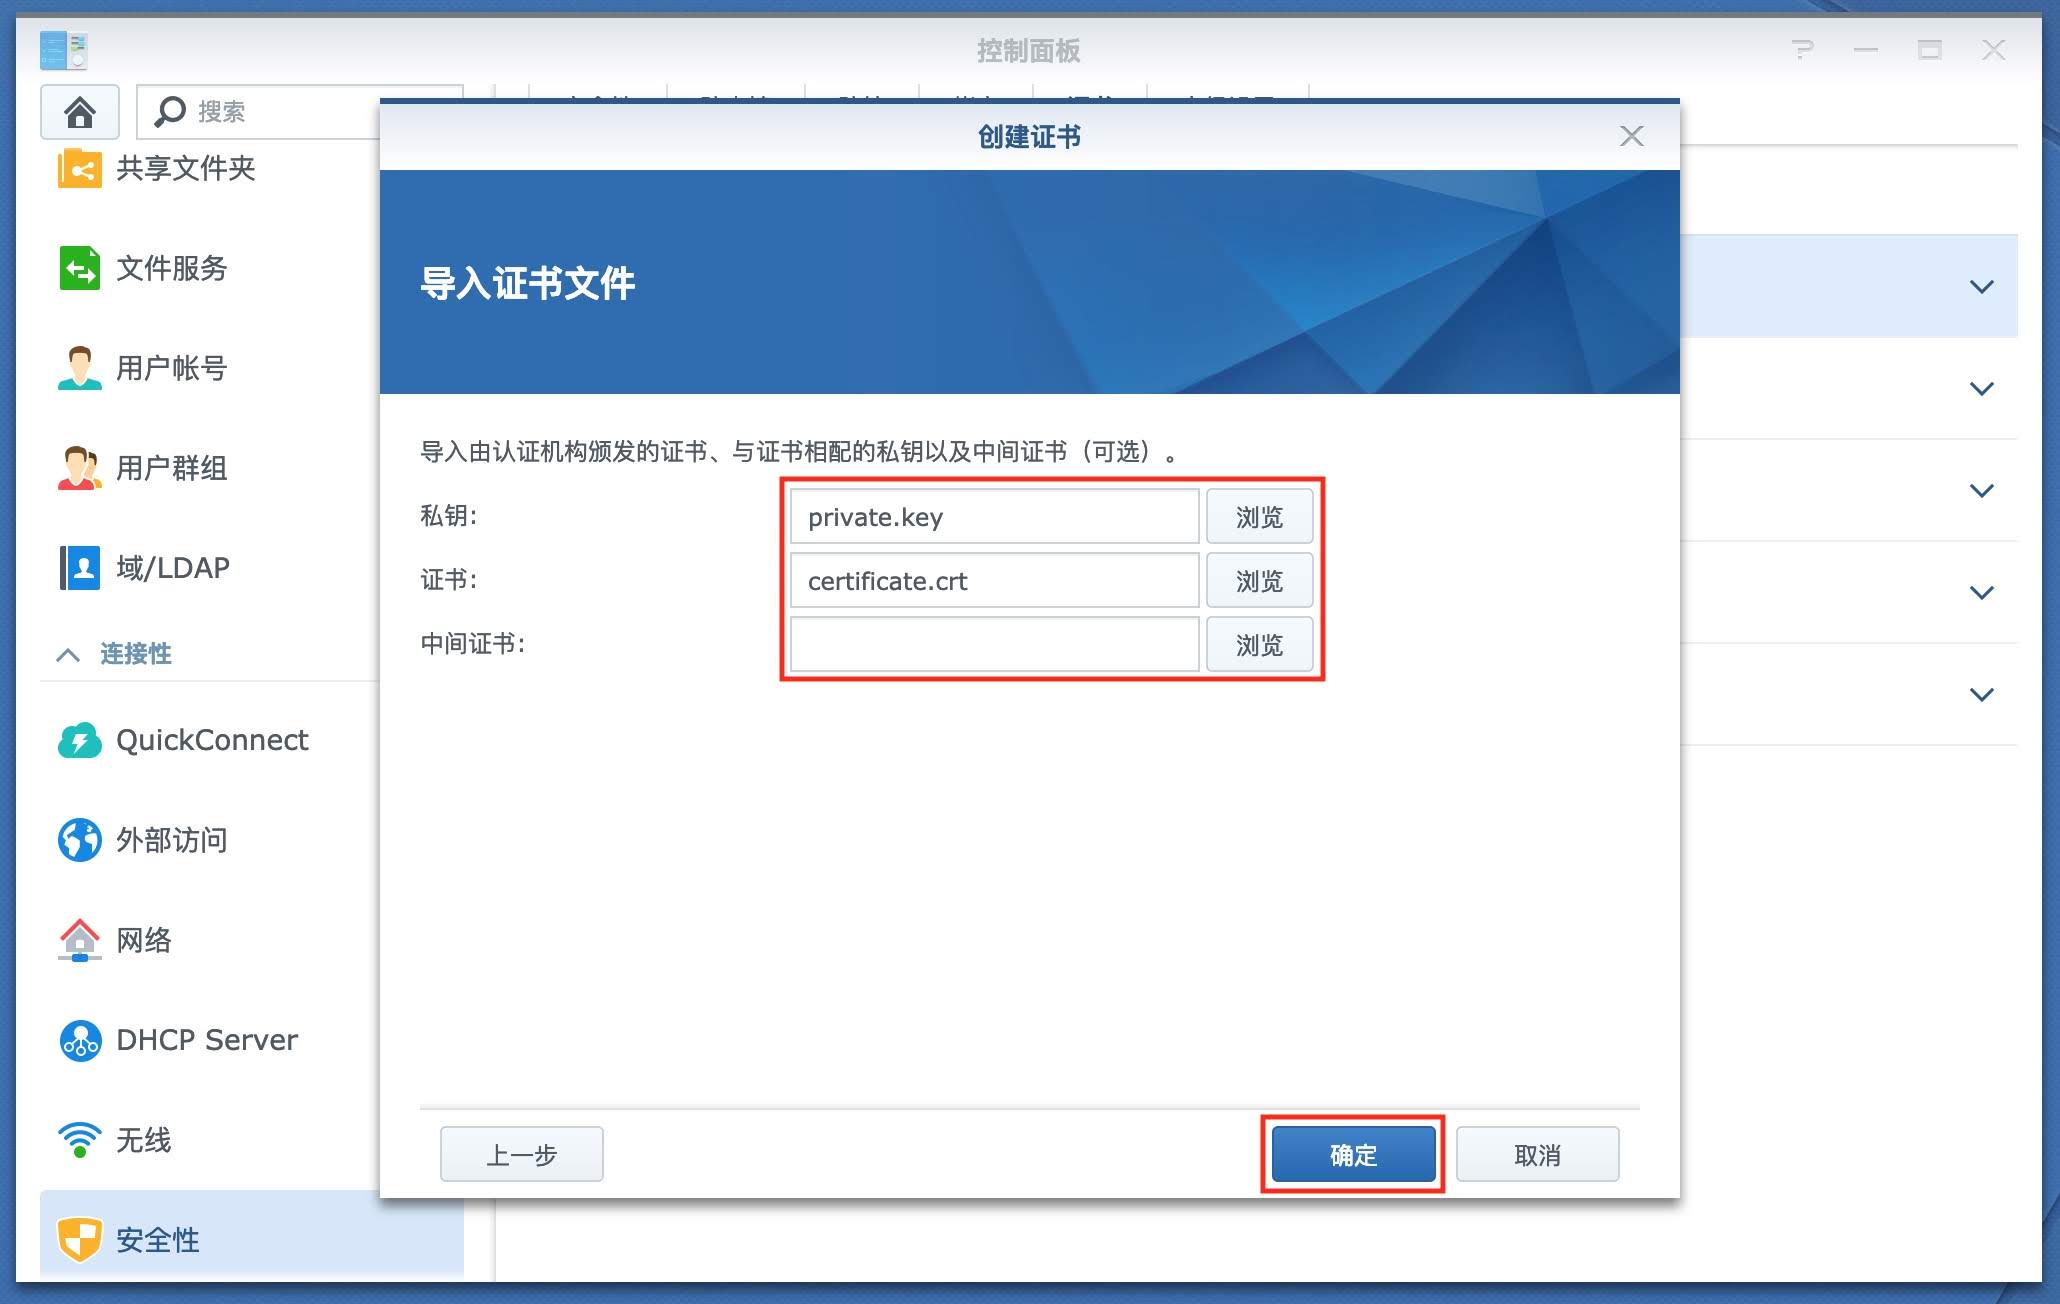 控制面板
搜索
共享文件夹
文件服务
用户帐号
用户群组
域/LDAP
连接性
QuickConnect
外部访问
网络
DHCP Server
无线
安全性
创建证书
导入证书文件
导入由认证机构颁发的证书、与证书相配的私钥以及中间证书（可选）。
私钥: private.key 浏览
证书: certificate.crt 浏览
中间证书: 浏览
上一步 确定 取消